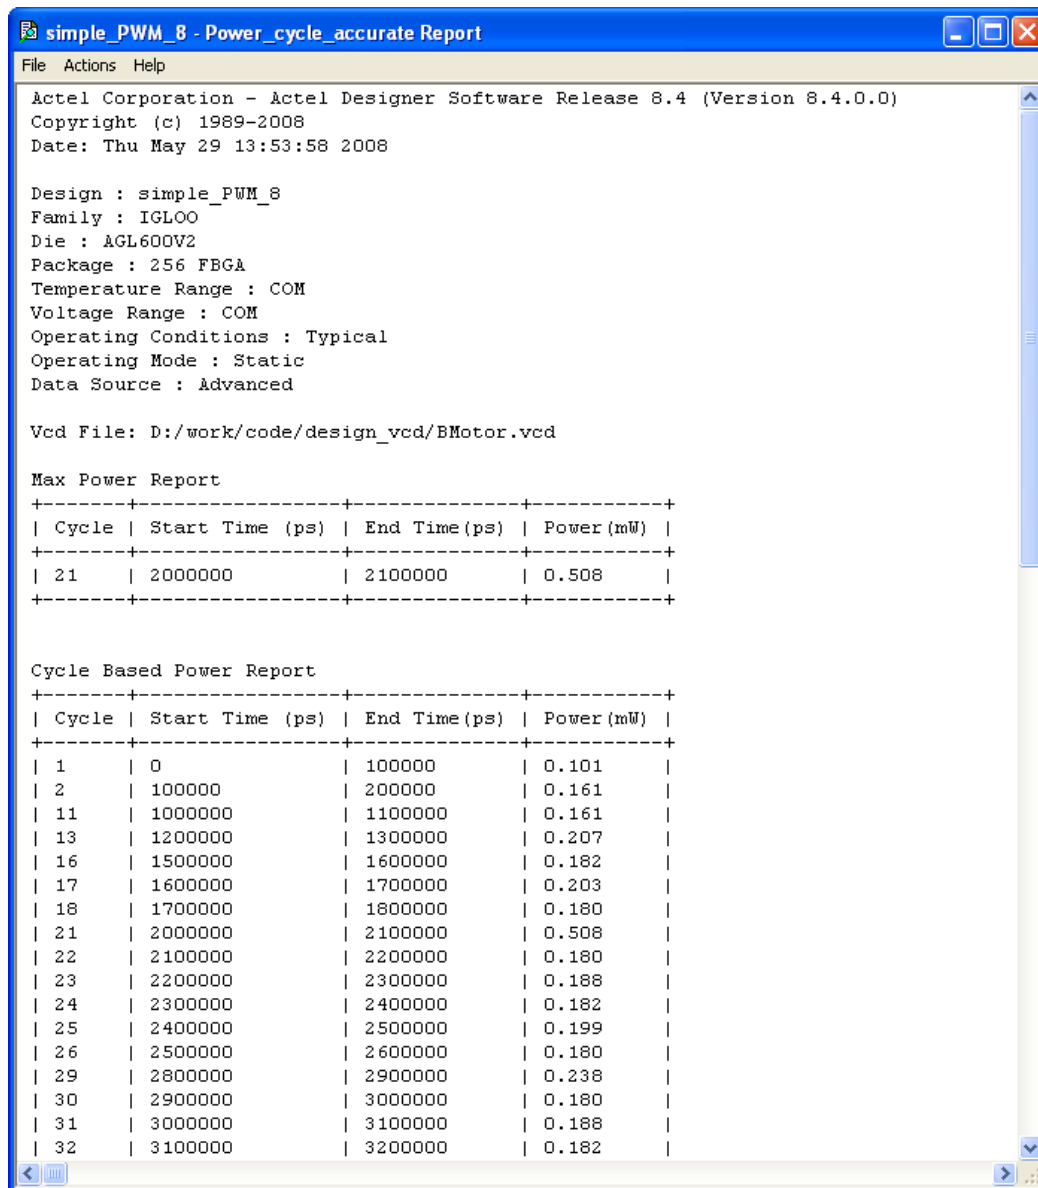 simple_PWM_8 - Power_cycle_accurate Report
File Actions Help
Actel Corporation - Actel Designer Software Release 8.4 (Version 8.4.0.0)
Copyright (c) 1989-2008
Date: Thu May 29 13:53:58 2008
Design : simple_PWM_8
Family : IGLOO
Die : AGL600V2
Package : 256 FBGA
Temperature Range : COM
Voltage Range : COM
Operating Conditions : Typical
Operating Mode : Static
Data Source : Advanced
Vcd File: D:/work/code/design_vcd/BMotor.vcd
Max Power Report
+-------+-----------------+--------------+-----------+
| Cycle | Start Time (ps) | End Time(ps) | Power(mW) |
+-------+-----------------+--------------+-----------+
| 21 | 2000000 | 2100000 | 0.508 |
+-------+-----------------+--------------+-----------+
Cycle Based Power Report
+-------+-----------------+--------------+-----------+
| Cycle | Start Time (ps) | End Time(ps) | Power(mW) |
+-------+-----------------+--------------+-----------+
| 1 | 0 | 100000 | 0.101 |
| 2 | 100000 | 200000 | 0.161 |
| 11 | 1000000 | 1100000 | 0.161 |
| 13 | 1200000 | 1300000 | 0.207 |
| 16 | 1500000 | 1600000 | 0.182 |
| 17 | 1600000 | 1700000 | 0.203 |
| 18 | 1700000 | 1800000 | 0.180 |
| 21 | 2000000 | 2100000 | 0.508 |
| 22 | 2100000 | 2200000 | 0.180 |
| 23 | 2200000 | 2300000 | 0.188 |
| 24 | 2300000 | 2400000 | 0.182 |
| 25 | 2400000 | 2500000 | 0.199 |
| 26 | 2500000 | 2600000 | 0.180 |
| 29 | 2800000 | 2900000 | 0.238 |
| 30 | 2900000 | 3000000 | 0.180 |
| 31 | 3000000 | 3100000 | 0.188 |
| 32 | 3100000 | 3200000 | 0.182 |